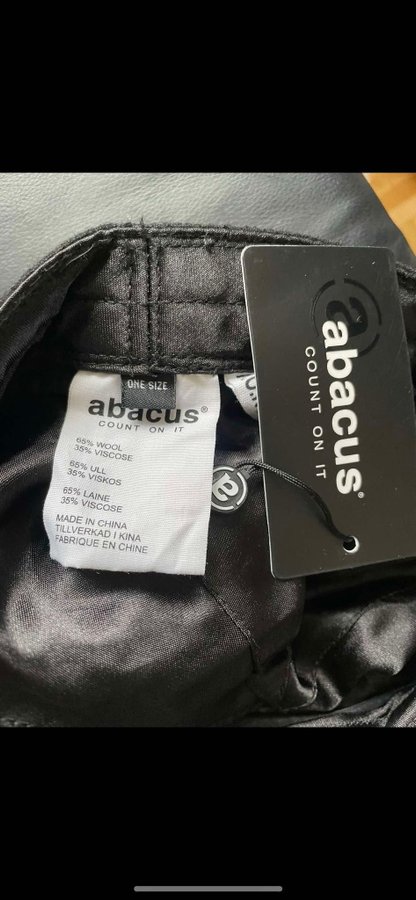 ONE SIZE
abacus®
COUNT ON IT
65% WOOL
35% VISCOSE
65% ULL
35% VISKOS
65% LAINE
35% VISCOSE
MADE IN CHINA
TILLVERKAD I KINA
FABRIQUE EN CHINE
a
a
abacus®
COUNT ON IT